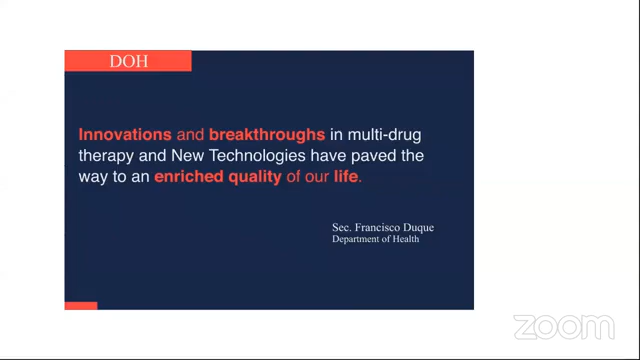 DOH
Innovations and breakthroughs in multi-drug
therapy and New Technologies have paved the
way to an enriched quality of our life.
Sec. Francisco Duque
Department of Health
zoom